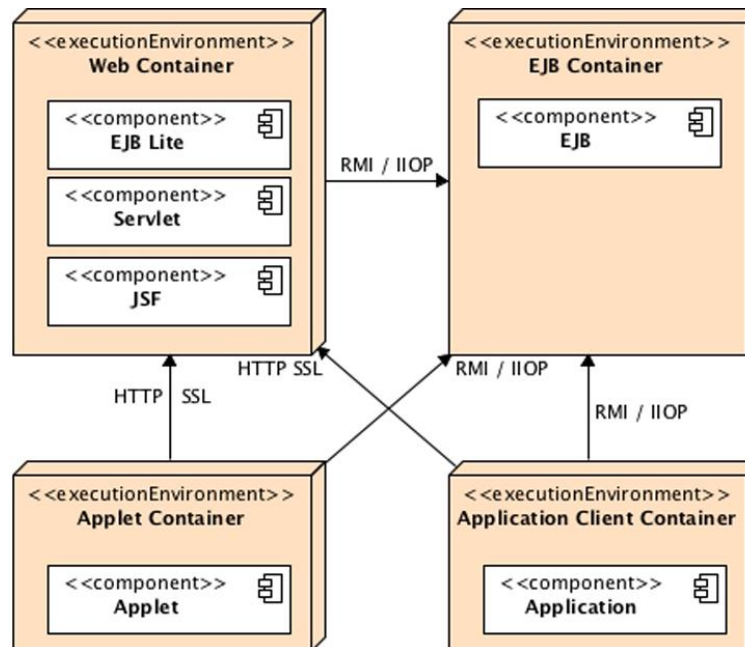 <<executionEnvironment>>
Web Container
<<component>>
EJB Lite
<<component>>
Servlet
<<component>>
JSF
RMI / IIOP
<<executionEnvironment>>
EJB Container
<<component>>
EJB
HTTP SSL
HTTP SSL
RMI / IIOP
RMI / IIOP
<<executionEnvironment>>
Applet Container
<<component>>
Applet
<<executionEnvironment>>
Application Client Container
<<component>>
Application